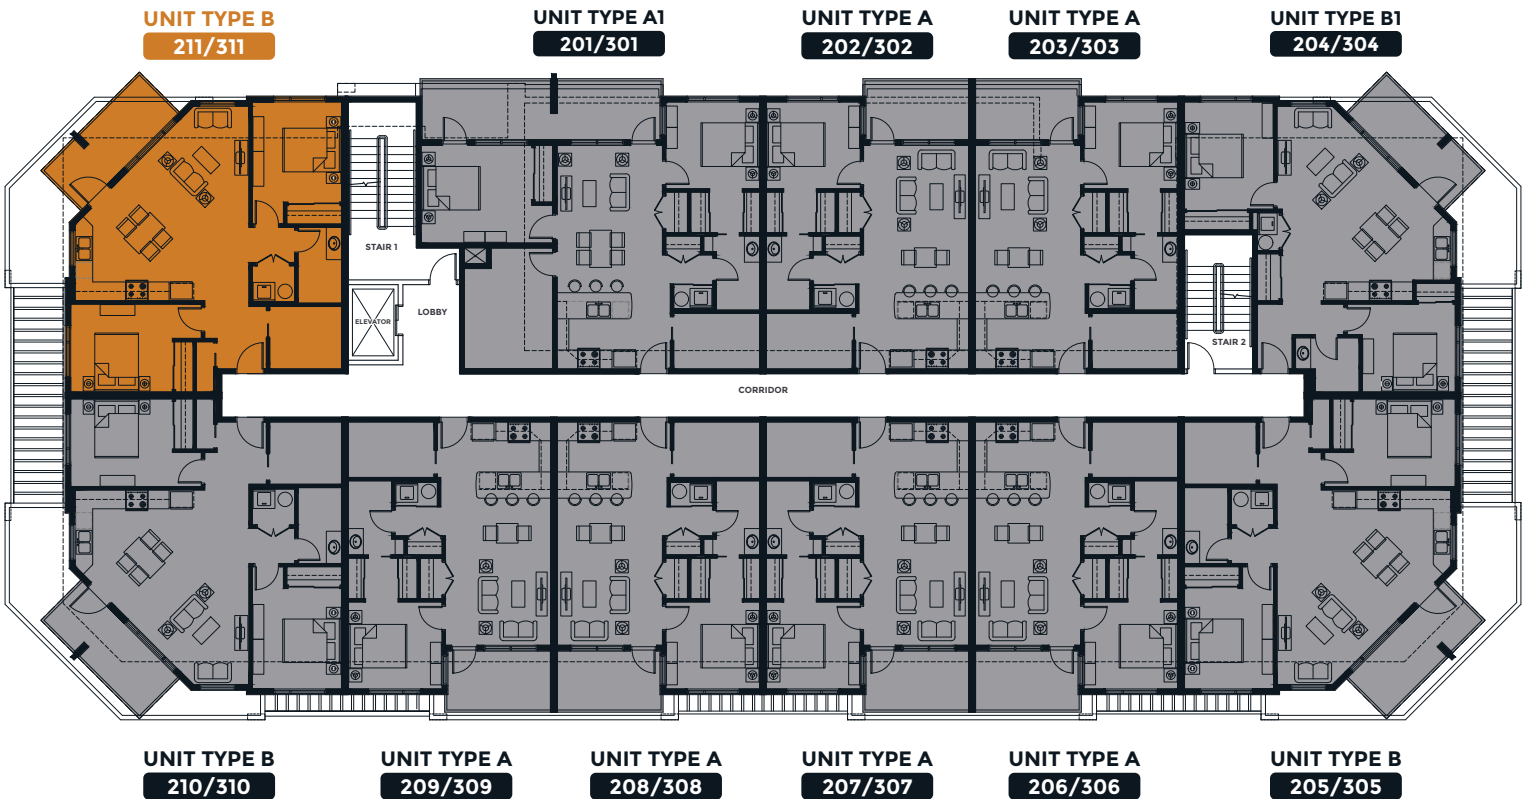 UNIT TYPE B
211/311
UNIT TYPE A1
201/301
UNIT TYPE A
202/302
UNIT TYPE A
203/303
UNIT TYPE B1
204/304
STAIR 1
LOBBY
ELEVATOR
STAIR 2
CORRIDOR
UNIT TYPE B
210/310
UNIT TYPE A
209/309
UNIT TYPE A
208/308
UNIT TYPE A
207/307
UNIT TYPE A
206/306
UNIT TYPE B
205/305